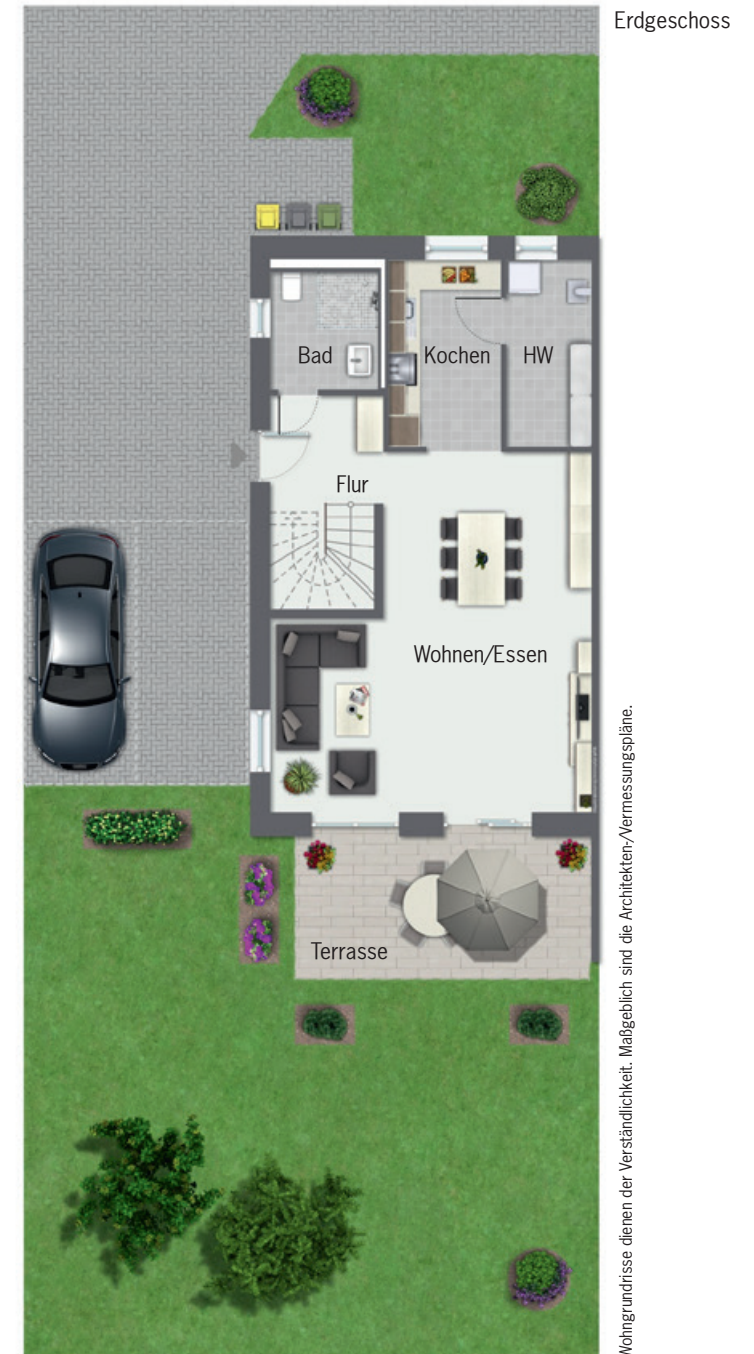 Erdgeschoss
Bad
Kochen
HW
Flur
Wohnen/Essen
Terrasse
Wohngrundrisse dienen der Verständlichkeit. Maßgeblich sind die Architekten-/Vermessungspläne.